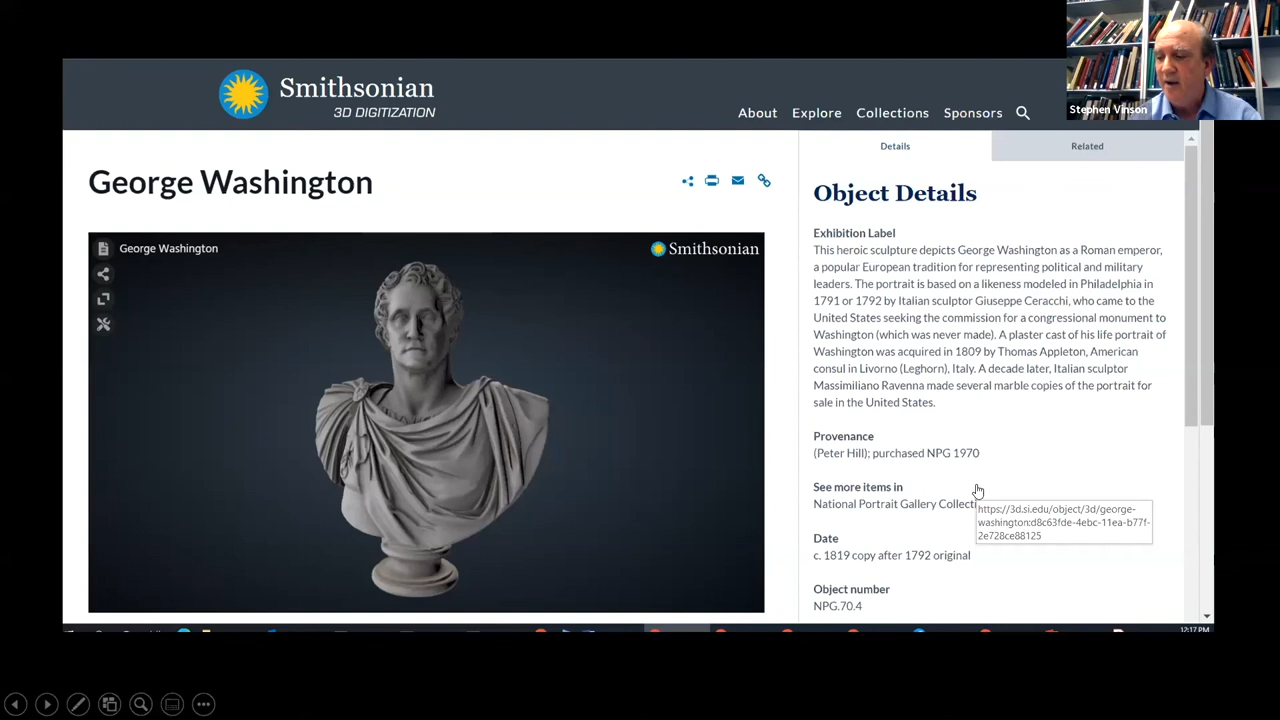 Smithsonian
3D DIGITIZATION
About Explore Collections Sponsors
Stephen Vinson
George Washington
George Washington
Smithsonian
Details
Related
Object Details
Exhibition Label
This heroic sculpture depicts George Washington as a Roman emperor,
a popular European tradition for representing political and military
leaders. The portrait is based on a likeness modeled in Philadelphia in
1791 or 1792 by Italian sculptor Giuseppe Ceracchi, who came to the
United States seeking the commission for a congressional monument to
Washington (which was never made). A plaster cast of his life portrait of
Washington was acquired in 1809 by Thomas Appleton, American
consul in Livorno (Leghorn), Italy. A decade later, Italian sculptor
Massimiliano Ravenna made several marble copies of the portrait for
sale in the United States.
Provenance
(Peter Hill); purchased NPG 1970
See more items in
National Portrait Gallery Collecti
https://3d.si.edu/object/3d/george-
washington:d8c63fde-4ebc-11ea-b77f-
2e728ce88125
Date
c. 1819 copy after 1792 original
Object number
NPG.70.4
12:17 PM